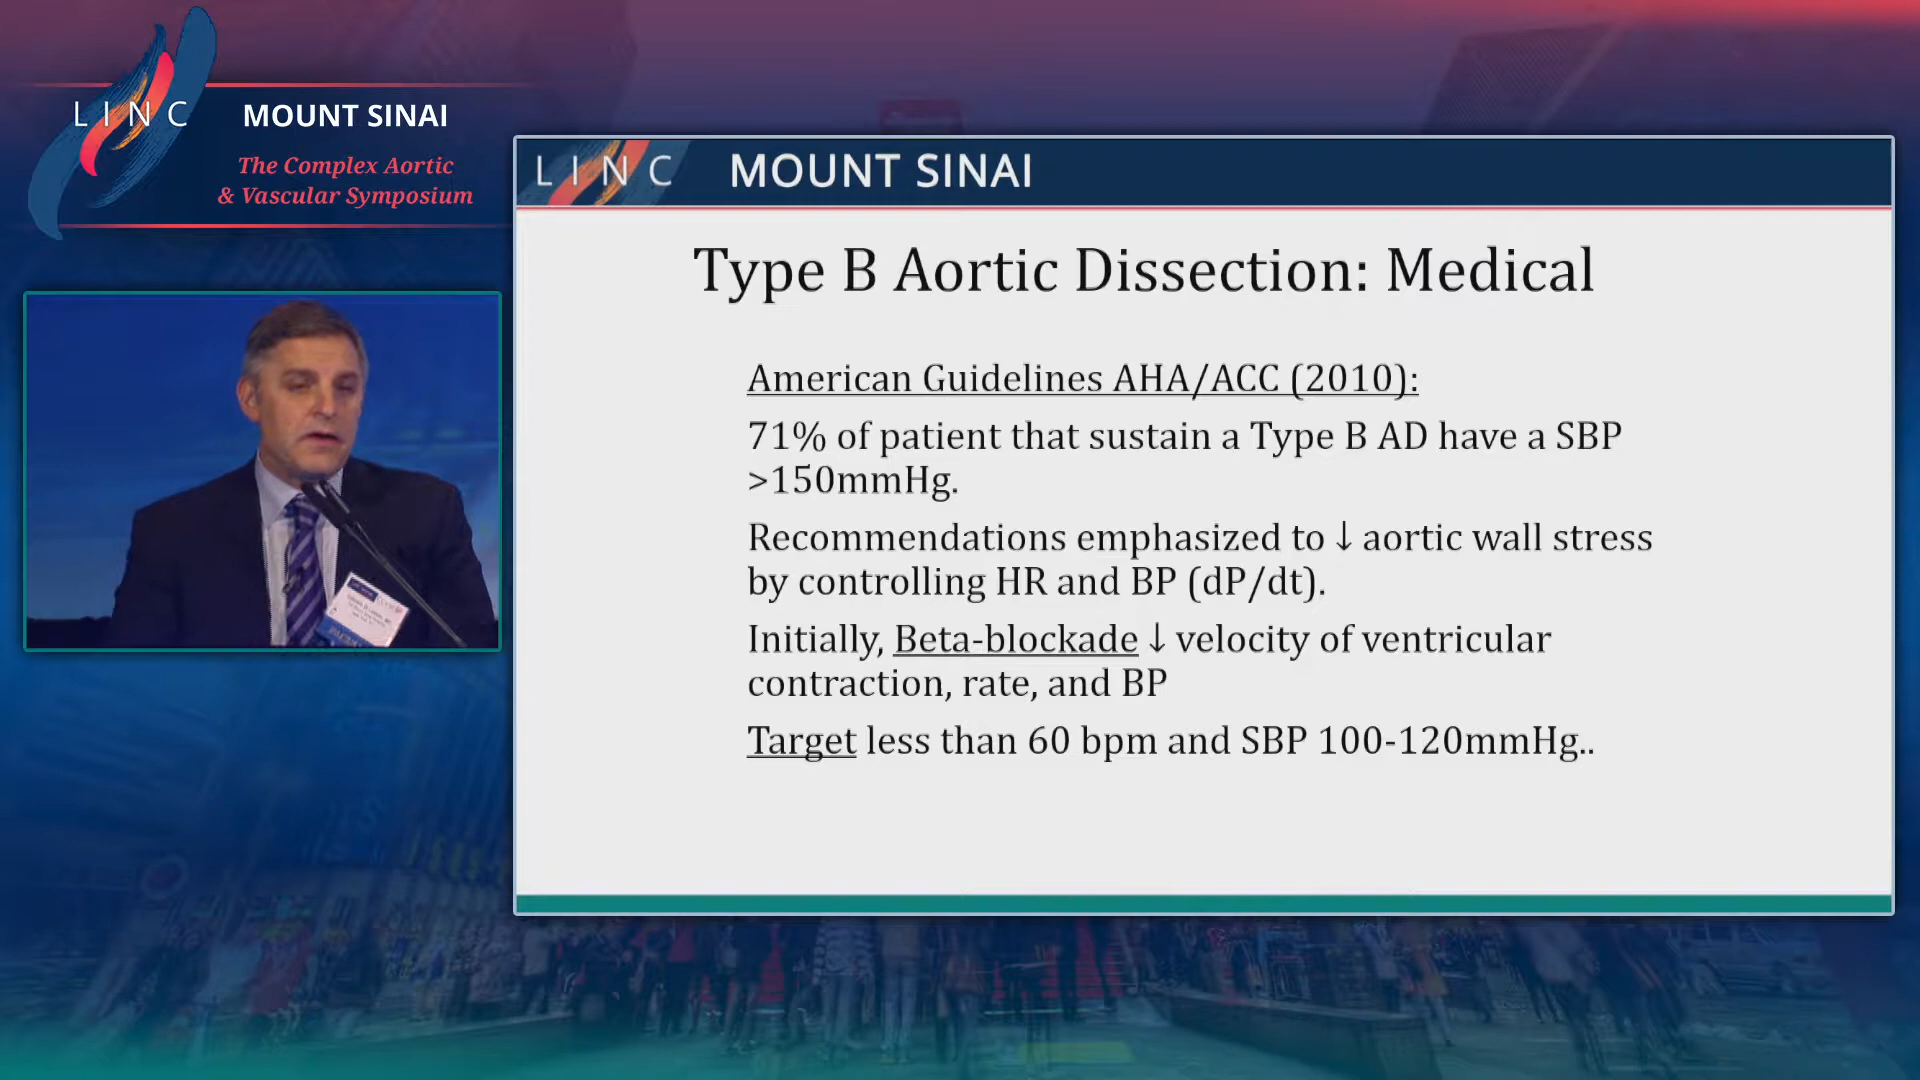 LINC MOUNT SINAI
The Complex Aortic
& Vascular Symposium
LINC MOUNT SINAI
Type B Aortic Dissection: Medical
American Guidelines AHA/ACC (2010):
71% of patient that sustain a Type B AD have a SBP
>150mmHg.
Recommendations emphasized to ↓ aortic wall stress
by controlling HR and BP (dP/dt).
Initially, Beta-blockade ↓ velocity of ventricular
contraction, rate, and BP
Target less than 60 bpm and SBP 100-120mmHg..